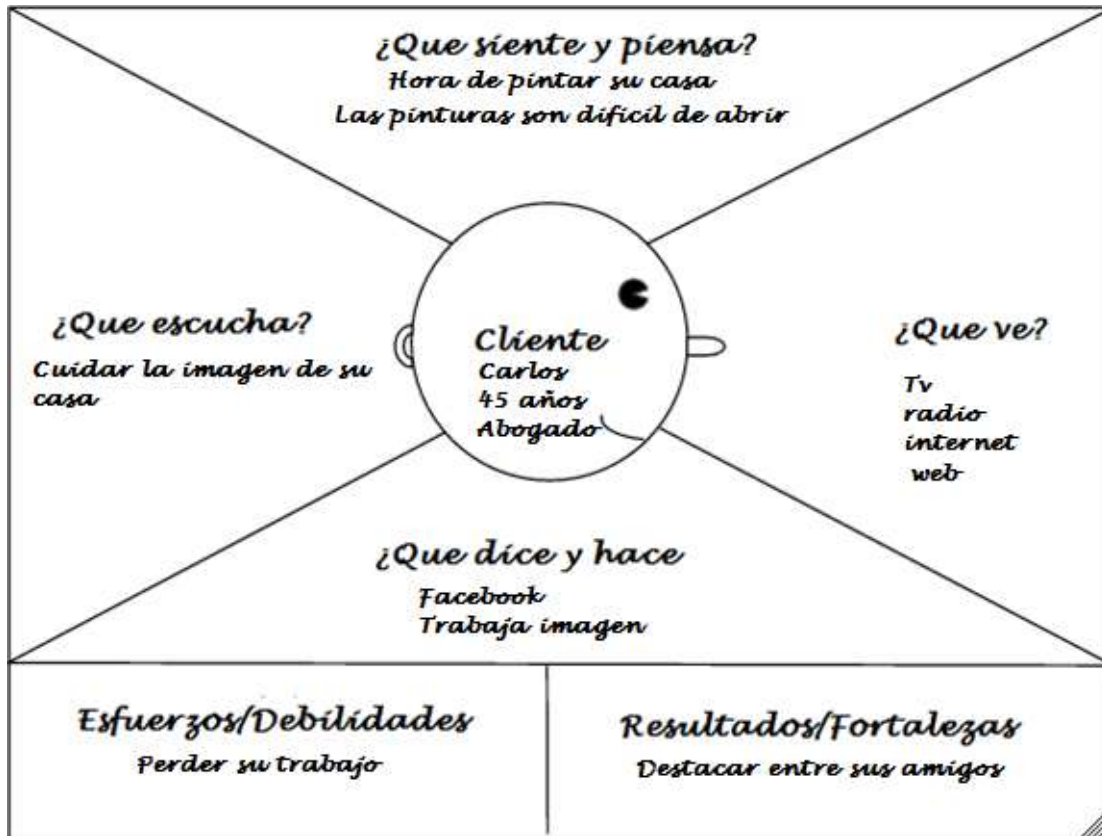 ¿Que siente y piensa?
Hora de pintar su casa
Las pinturas son dificil de abrir
¿Que escucha?
Cuidar la imagen de su
casa
Cliente
Carlos
45 años
Abogado
¿Que ve?
Tv
radio
internet
web
¿Que dice y hace
Facebook
Trabaja imagen
Esfuerzos/Debilidades
Perder su trabajo
Resultados/Fortalezas
Destacar entre sus amigos